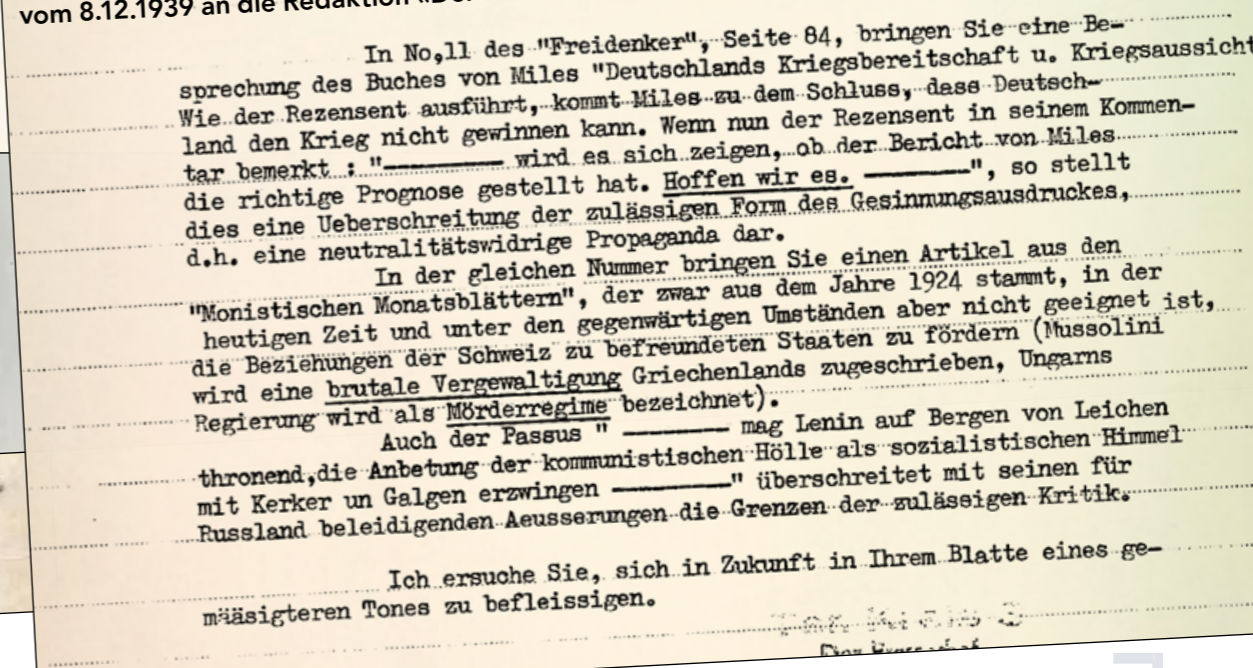 vom 8.12.1939 an die Redaktion
In No,11 des "Freidenker", Seite 84, bringen Sie eine Be-
sprechung des Buches von Miles "Deutschlands Kriegsbereitschaft u. Kriegsaussicht
Wie der Rezensent ausführt, kommt Miles zu dem Schluss, dass Deutsch-
land den Krieg nicht gewinnen kann. Wenn nun der Rezensent in seinem Kommen-
tar bemerkt : "———— wird es sich zeigen, ob der Bericht von Miles
die richtige Prognose gestellt hat. Hoffen wir es. ————", so stellt
dies eine Ueberschreitung der zulässigen Form des Gesinnungsausdruckes,
d.h. eine neutralitätswidrige Propaganda dar.
In der gleichen Nummer bringen Sie einen Artikel aus den
"Monistischen Monatsblättern", der zwar aus dem Jahre 1924 stammt, in der
heutigen Zeit und unter den gegenwärtigen Umständen aber nicht geeignet ist,
die Beziehungen der Schweiz zu befreundeten Staaten zu fördern (Mussolini
wird eine brutale Vergewaltigung Griechenlands zugeschrieben, Ungarns
Regierung wird als Mörderregime bezeichnet).
Auch der Passus " ———— mag Lenin auf Bergen von Leichen
thronend,die Anbetung der kommunistischen Hölle als sozialistischen Himmel
mit Kerker un Galgen erzwingen ————" überschreitet mit seinen für
Russland beleidigenden Aeusserungen die Grenzen der zulässigen Kritik.
Ich ersuche Sie, sich in Zukunft in Ihrem Blatte eines ge-
määsigteren Tones zu befleissigen.